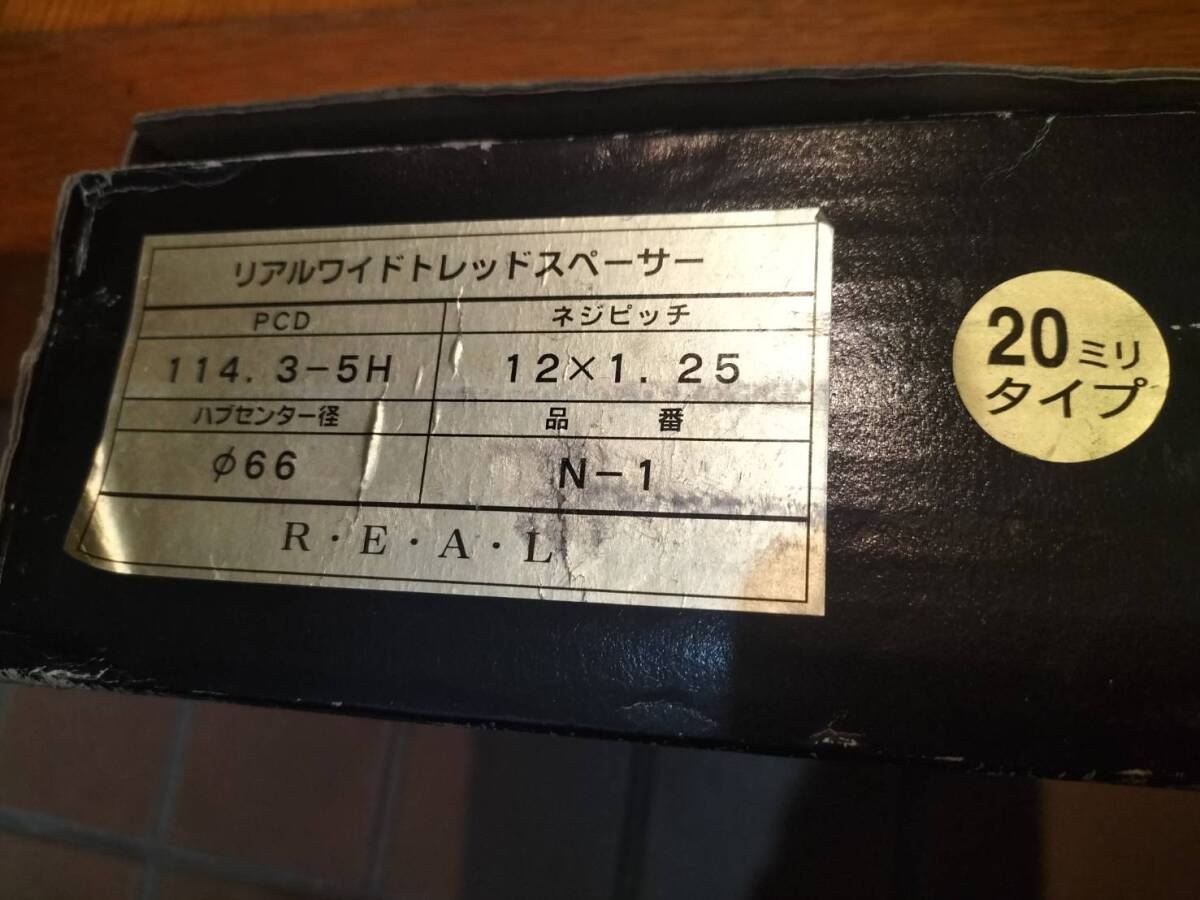 リアルワイドトレッドスペーサー
PCD ネジピッチ
114.3-5H 12×1.25
ハブセンター径 品番
φ66 N-1
R・E・A・L
20ミリ
タイプ